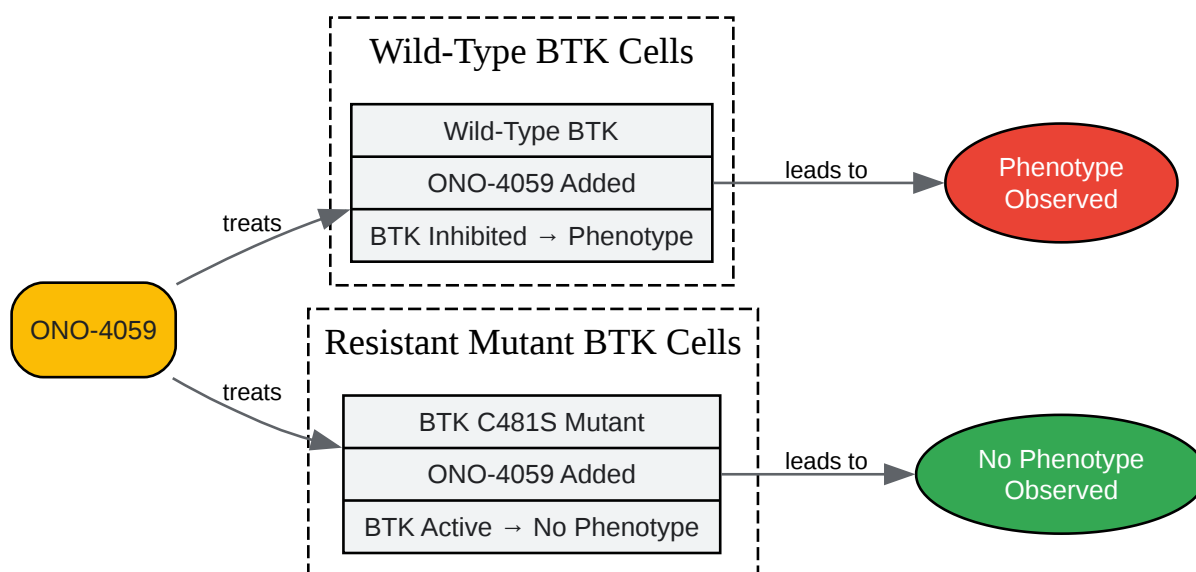 Wild-Type BTK Cells
Wild-Type BTK
ONO-4059 Added
BTK Inhibited → Phenotype
treats
leads to
Phenotype
Observed
ONO-4059
treats
Resistant Mutant BTK Cells
BTK C481S Mutant
ONO-4059 Added
BTK Active → No Phenotype
leads to
No Phenotype
Observed